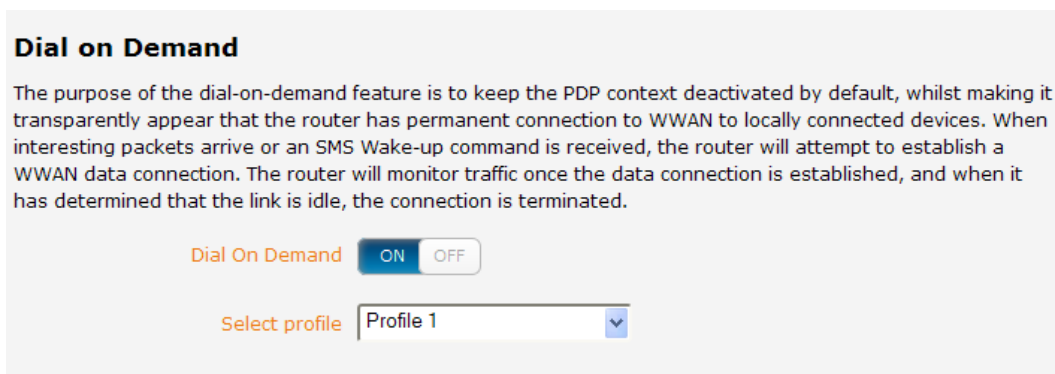 Dial on Demand
The purpose of the dial-on-demand feature is to keep the PDP context deactivated by default, whilst making it
transparently appear that the router has permanent connection to WWAN to locally connected devices. When
interesting packets arrive or an SMS Wake-up command is received, the router will attempt to establish a
WWAN data connection. The router will monitor traffic once the data connection is established, and when it
has determined that the link is idle, the connection is terminated.
Dial On Demand ON OFF
Select profile Profile 1